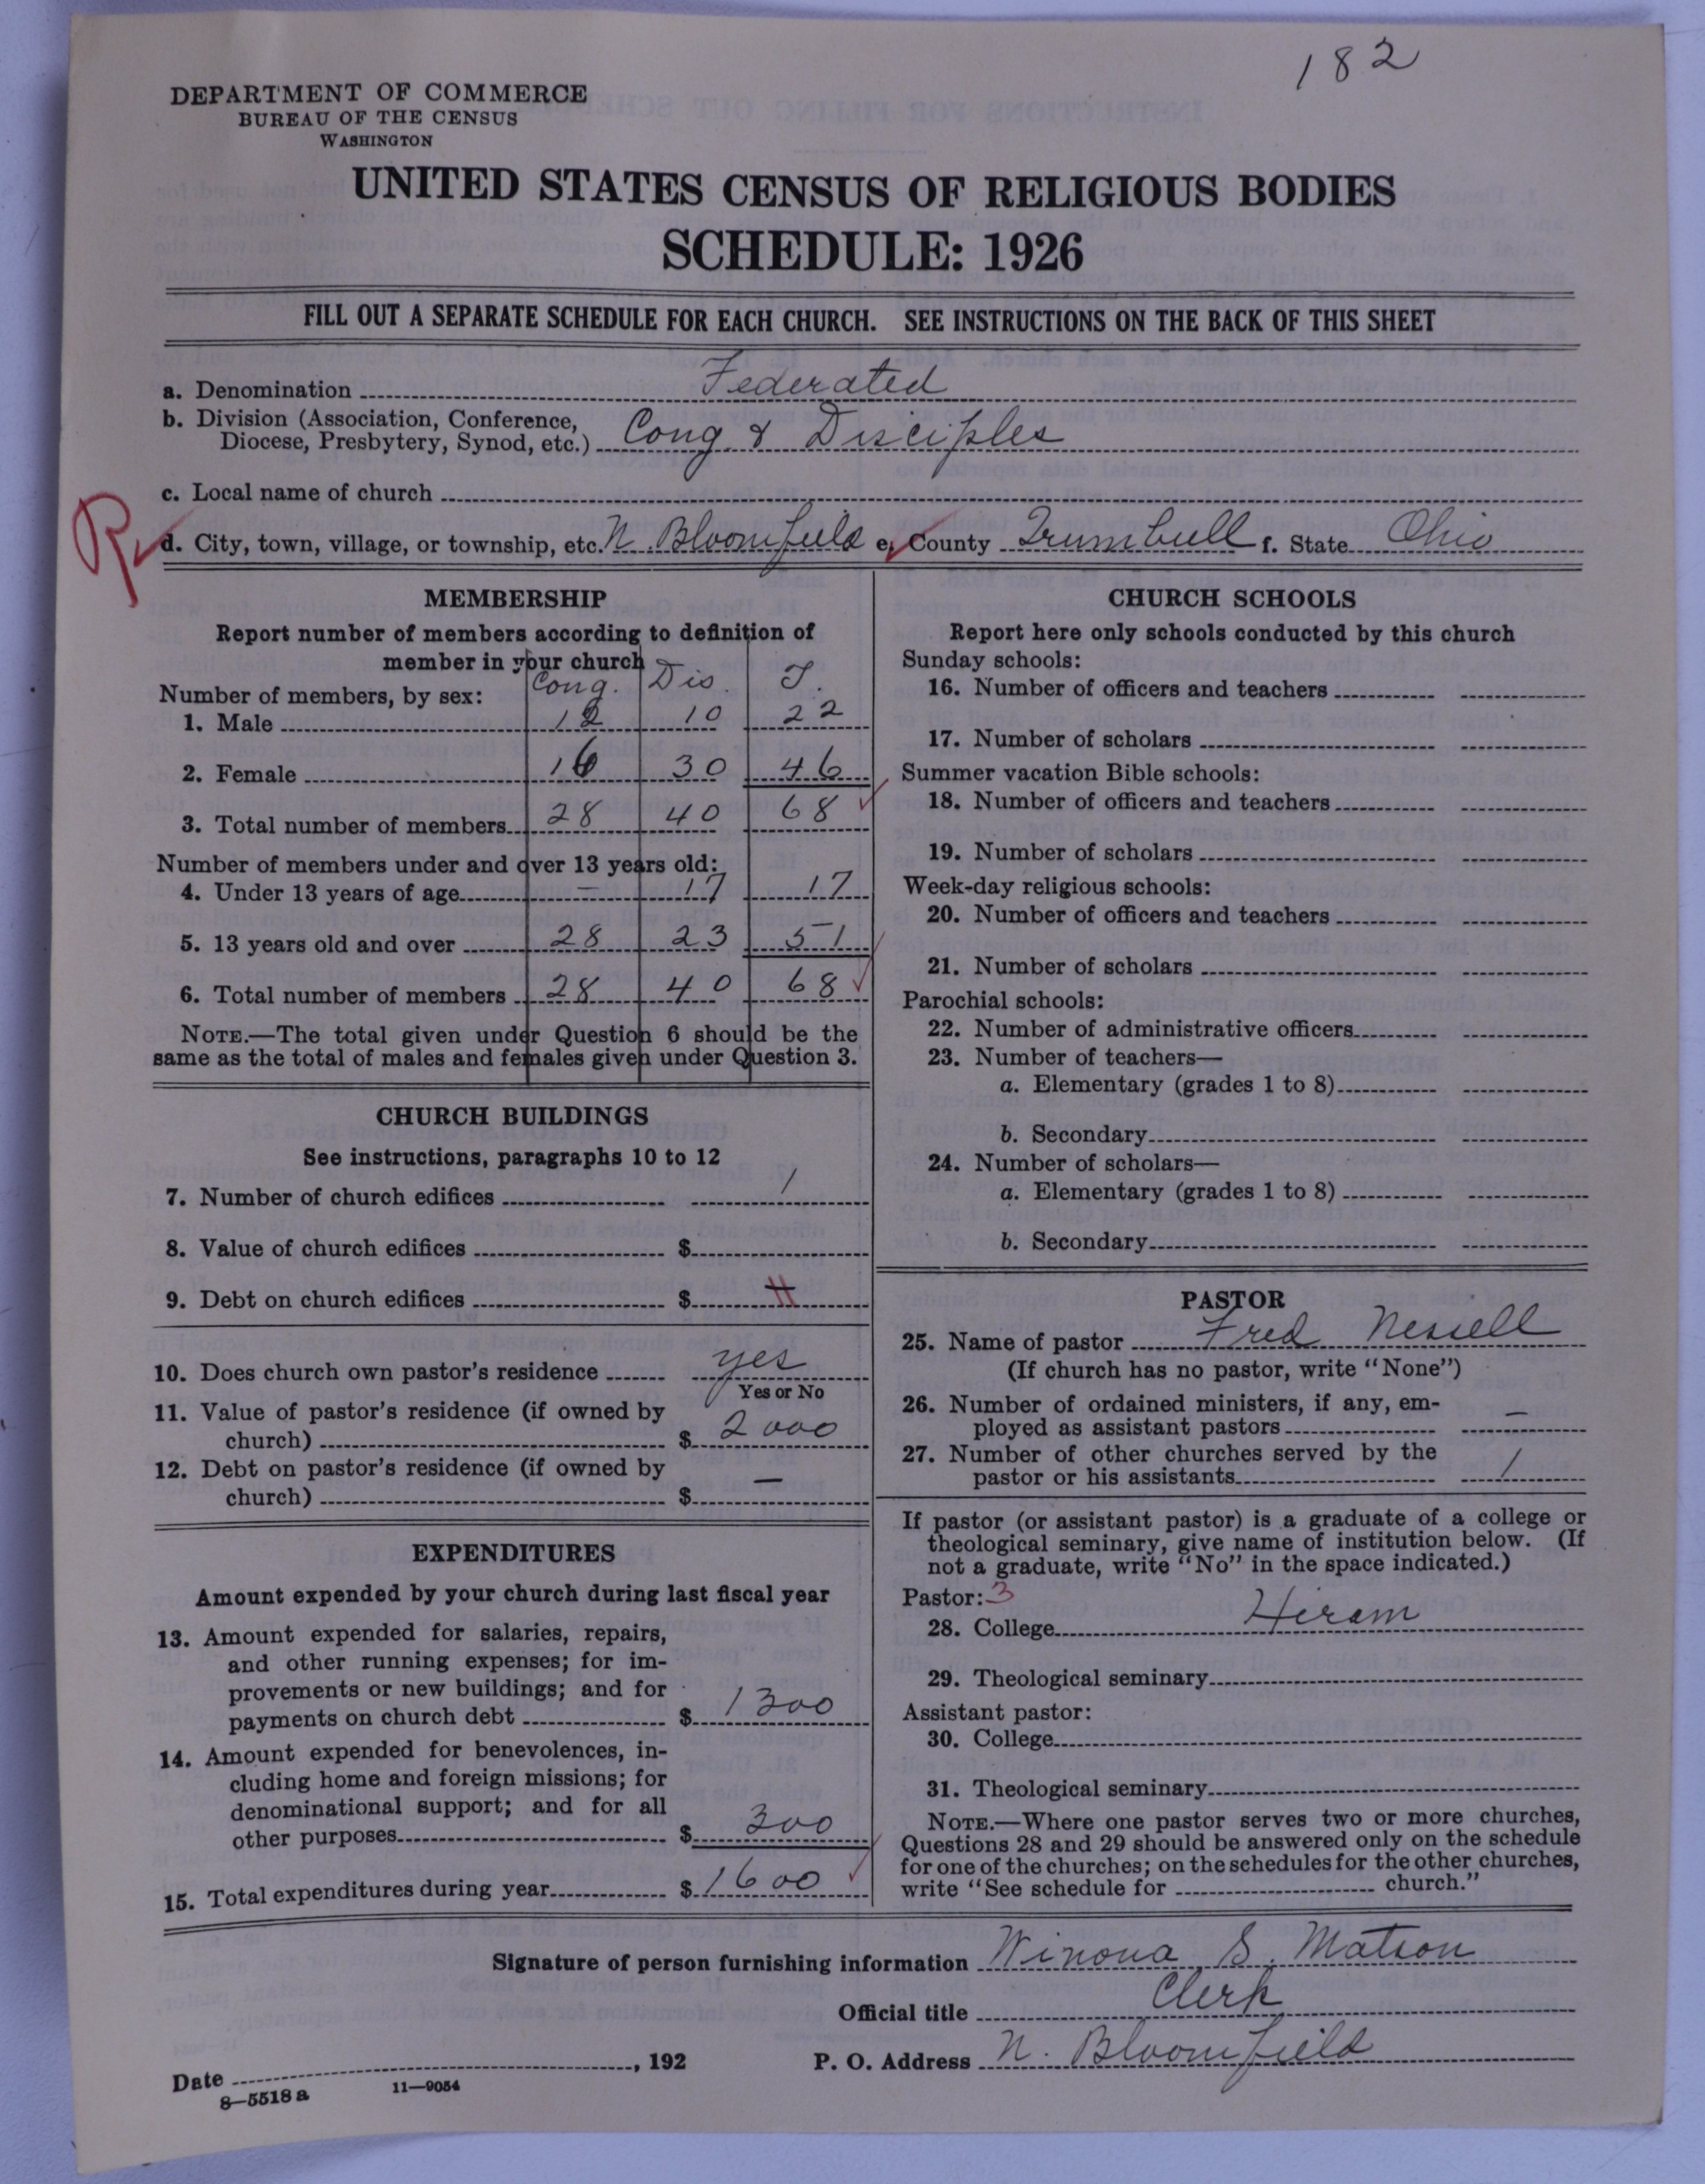 182
DEPARTMENT OF COMMERCE
BUREAU OF THE CENSUS
WASHINGTON
UNITED STATES CENSUS OF RELIGIOUS BODIES
SCHEDULE: 1926
FILL OUT A SEPARATE SCHEDULE FOR EACH CHURCH. SEE INSTRUCTIONS ON THE BACK OF THIS SHEET
a. Denomination Federated
b. Division (Association, Conference,
Diocese, Presbytery, Synod, etc.) Cong. & Disciples
c. Local name of church
R
d. City, town, village, or township, etc. N. Bloomfield e. County Trumbull f. State Ohio
MEMBERSHIP
Report number of members according to definition of
member in your church
Number of members, by sex: Cong. Dis T.
1. Male 12 10 22
2. Female 16 30 46
3. Total number of members 28 40 68
Number of members under and over 13 years old:
4. Under 13 years of age — 17 17
5. 13 years old and over 28 23 51
6. Total number of members 28 40 68
NOTE.—The total given under Question 6 should be the
same as the total of males and females given under Question 3.
CHURCH BUILDINGS
See instructions, paragraphs 10 to 12
7. Number of church edifices 1
8. Value of church edifices $
9. Debt on church edifices $
10. Does church own pastor's residence yes
Yes or No
11. Value of pastor's residence (if owned by
church) $ 2000
12. Debt on pastor's residence (if owned by
church) $ —
EXPENDITURES
Amount expended by your church during last fiscal year
13. Amount expended for salaries, repairs,
and other running expenses; for im-
provements or new buildings; and for
payments on church debt $ 1300
14. Amount expended for benevolences, in-
cluding home and foreign missions; for
denominational support; and for all
other purposes $ 300
15. Total expenditures during year $ 1600
CHURCH SCHOOLS
Report here only schools conducted by this church
Sunday schools:
16. Number of officers and teachers
17. Number of scholars
Summer vacation Bible schools:
18. Number of officers and teachers
19. Number of scholars
Week-day religious schools:
20. Number of officers and teachers
21. Number of scholars
Parochial schools:
22. Number of administrative officers
23. Number of teachers—
a. Elementary (grades 1 to 8)
b. Secondary
24. Number of scholars—
a. Elementary (grades 1 to 8)
b. Secondary
PASTOR
25. Name of pastor Fred Nessell
(If church has no pastor, write "None")
26. Number of ordained ministers, if any, em-
ployed as assistant pastors —
27. Number of other churches served by the
pastor or his assistants 1
If pastor (or assistant pastor) is a graduate of a college or
theological seminary, give name of institution below. (If
not a graduate, write "No" in the space indicated.)
Pastor: 3
28. College Hiram
29. Theological seminary
Assistant pastor:
30. College
31. Theological seminary
NOTE.—Where one pastor serves two or more churches,
Questions 28 and 29 should be answered only on the schedule
for one of the churches; on the schedules for the other churches,
write "See schedule for church."
Signature of person furnishing information Winona S. Matson
Official title Clerk
Date , 192 P. O. Address N. Bloomfield
8—5518 a 11—9054